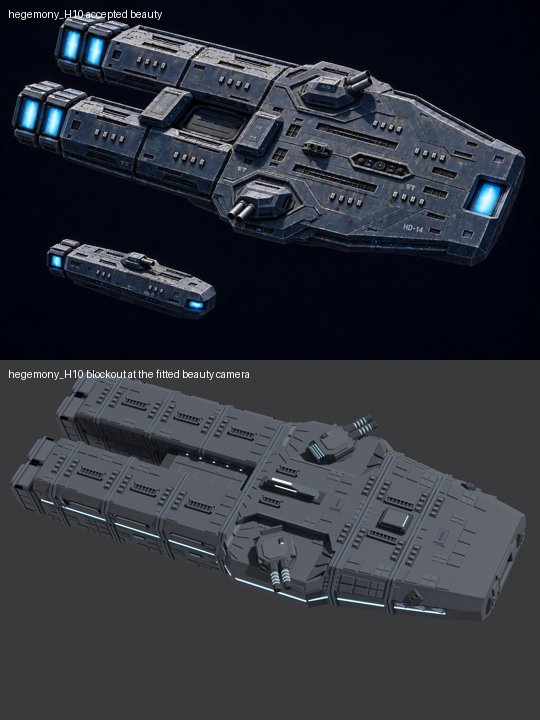 hegemony_H10 accepted beauty
HD-14
hegemony_H10 blockout at the fitted beauty camera